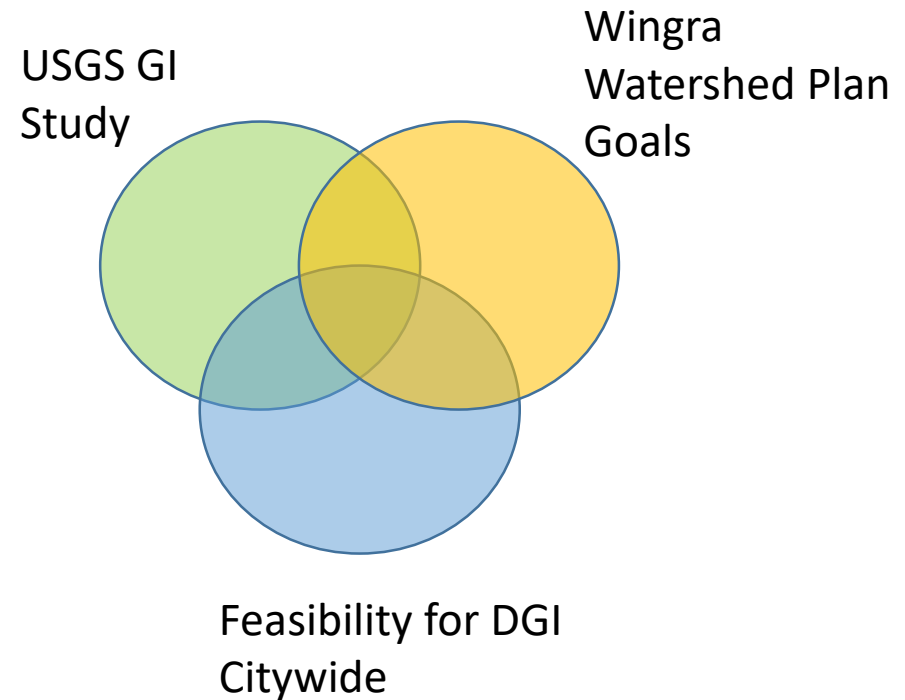 USGS GI
Study
Wingra
Watershed Plan
Goals
Feasibility for DGI
Citywide